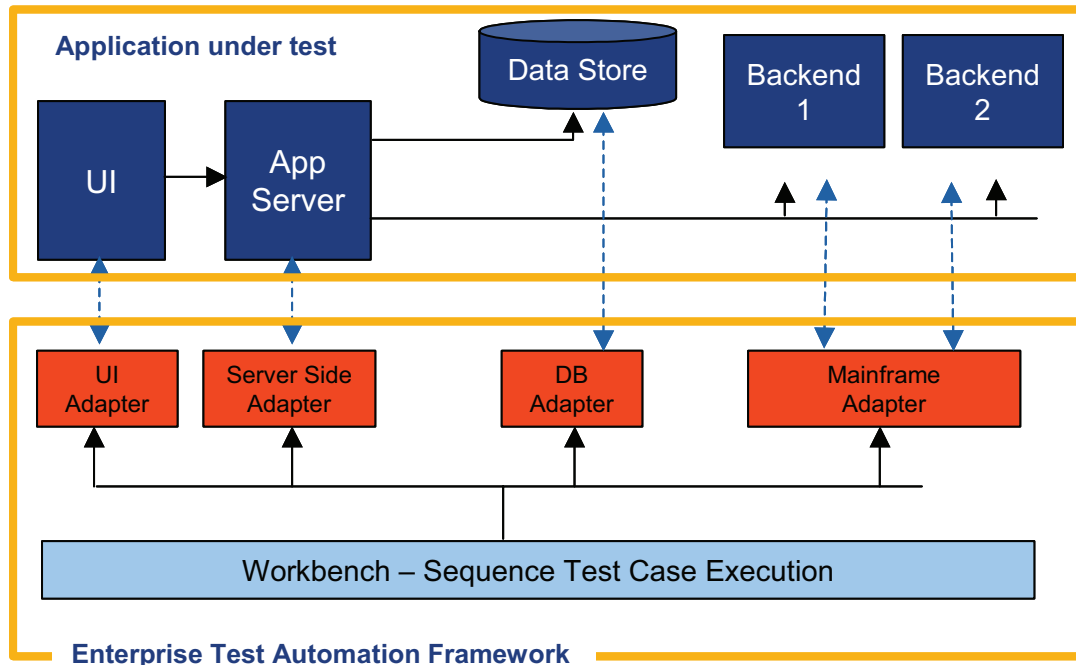 Application under test
Data Store
Backend
1
Backend
2
UI
App
Server
UI
Adapter
Server Side
Adapter
DB
Adapter
Mainframe
Adapter
Workbench – Sequence Test Case Execution
Enterprise Test Automation Framework